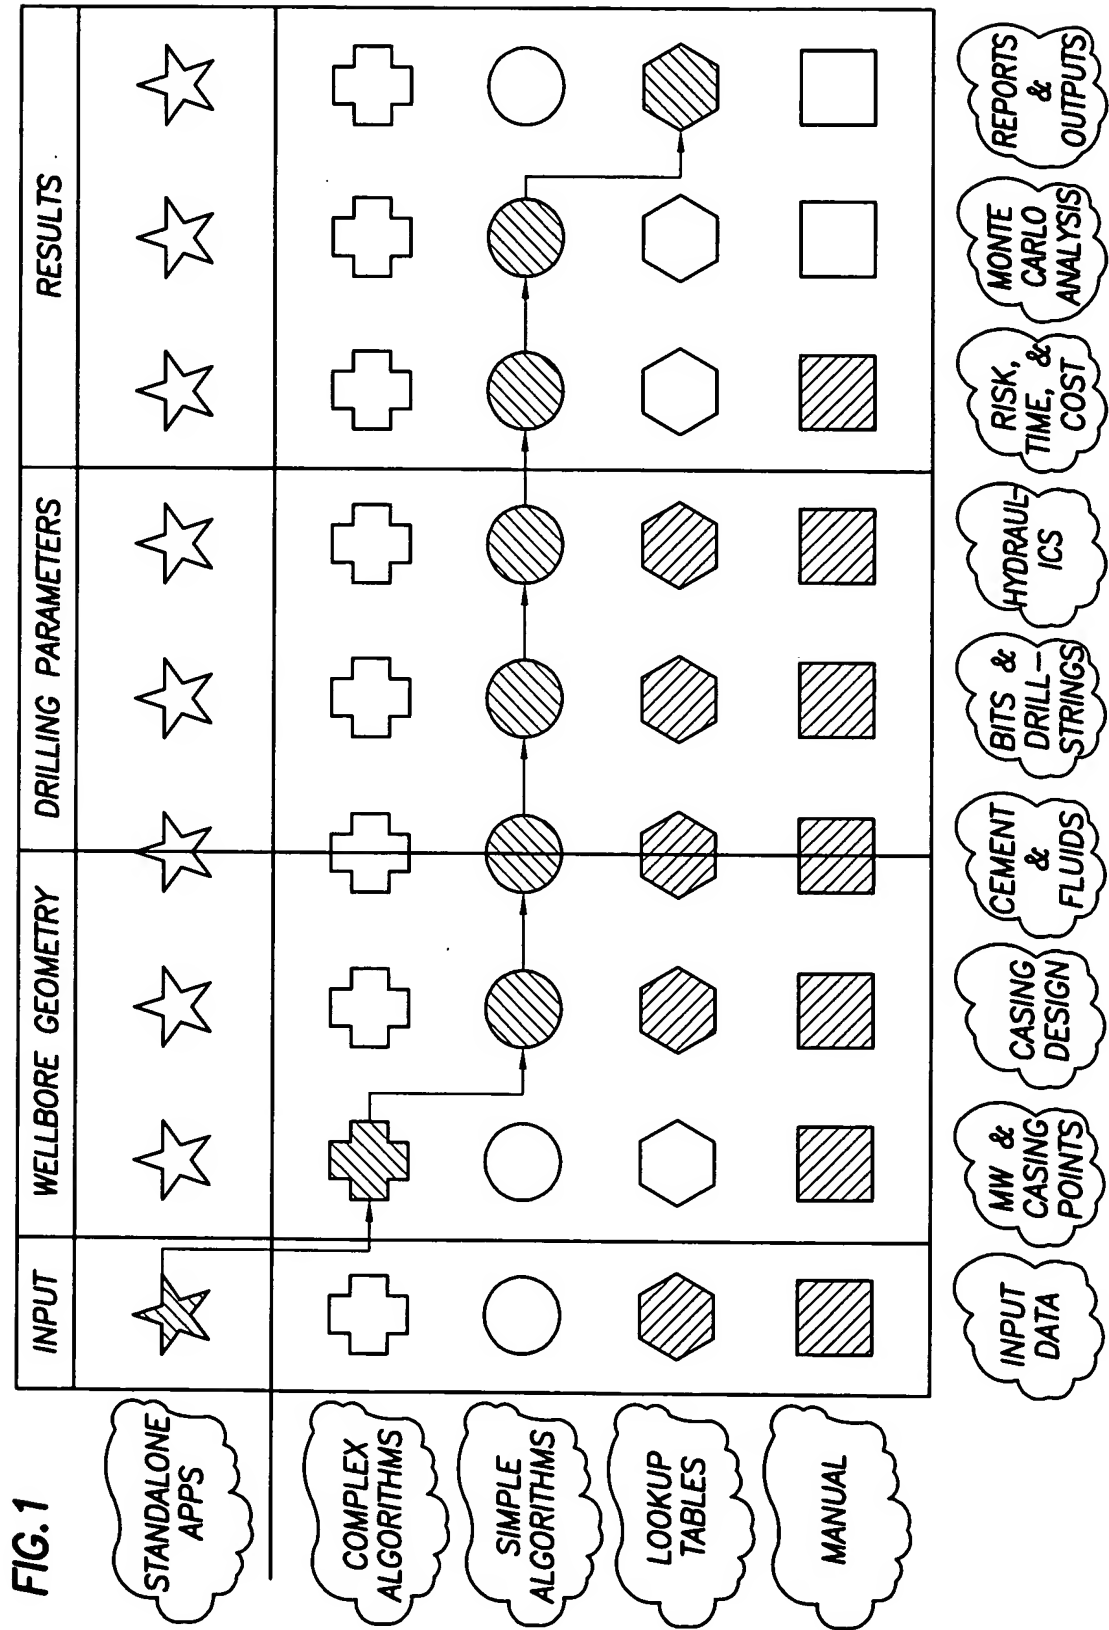 FIG.1
INPUT
WELLBORE GEOMETRY
DRILLING PARAMETERS
RESULTS
STANDALONE
APPS
COMPLEX
ALGORITHMS
SIMPLE
ALGORITHMS
LOOKUP
TABLES
MANUAL
INPUT
DATA
MW &
CASING
POINTS
CASING
DESIGN
CEMENT
&
FLUIDS
BITS &
DRILL-
STRINGS
HYDRAUL-
ICS
RISK,
TIME, &
COST
MONTE
CARLO
ANALYSIS
REPORTS
&
OUTPUTS